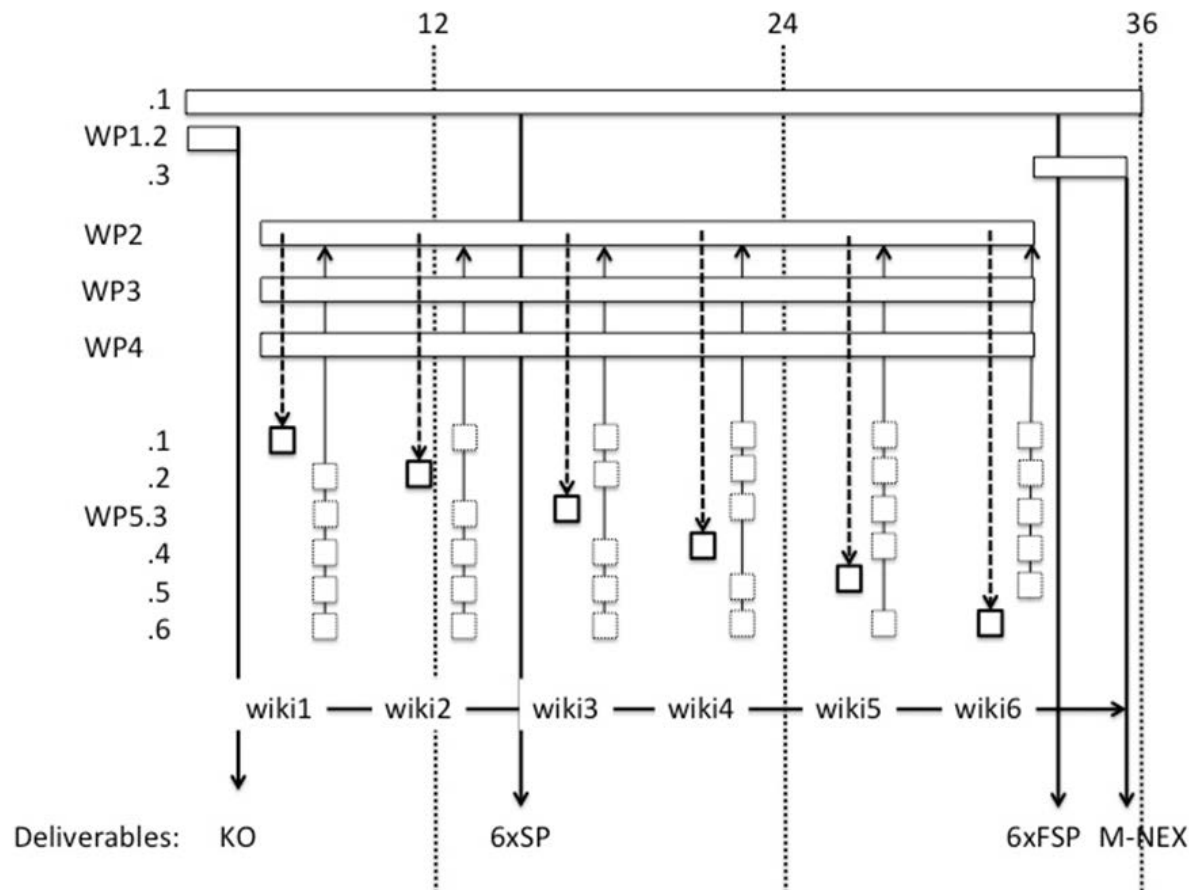 12 24 36
.1
WP1.2
.3
WP2
WP3
WP4
.1
.2
WP5.3
.4
.5
.6
wiki1 wiki2 wiki3 wiki4 wiki5 wiki6
Deliverables: KO 6xSP 6xFSP M-NEX